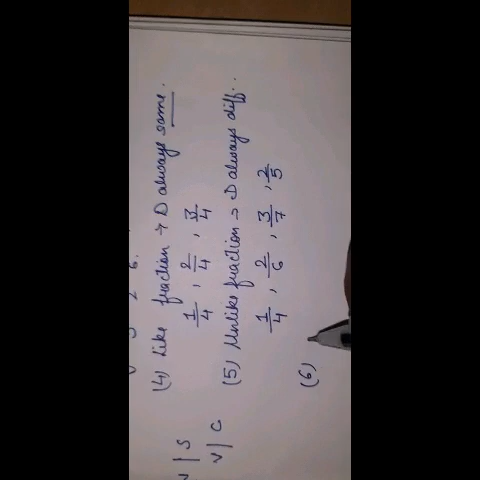 (4) Like fraction → D always same.
1/4, 2/4, 3/4
(5) Unlike fraction → D always diff..
1/4, 2/6, 3/7, 2/5
(6)
| S
V | C